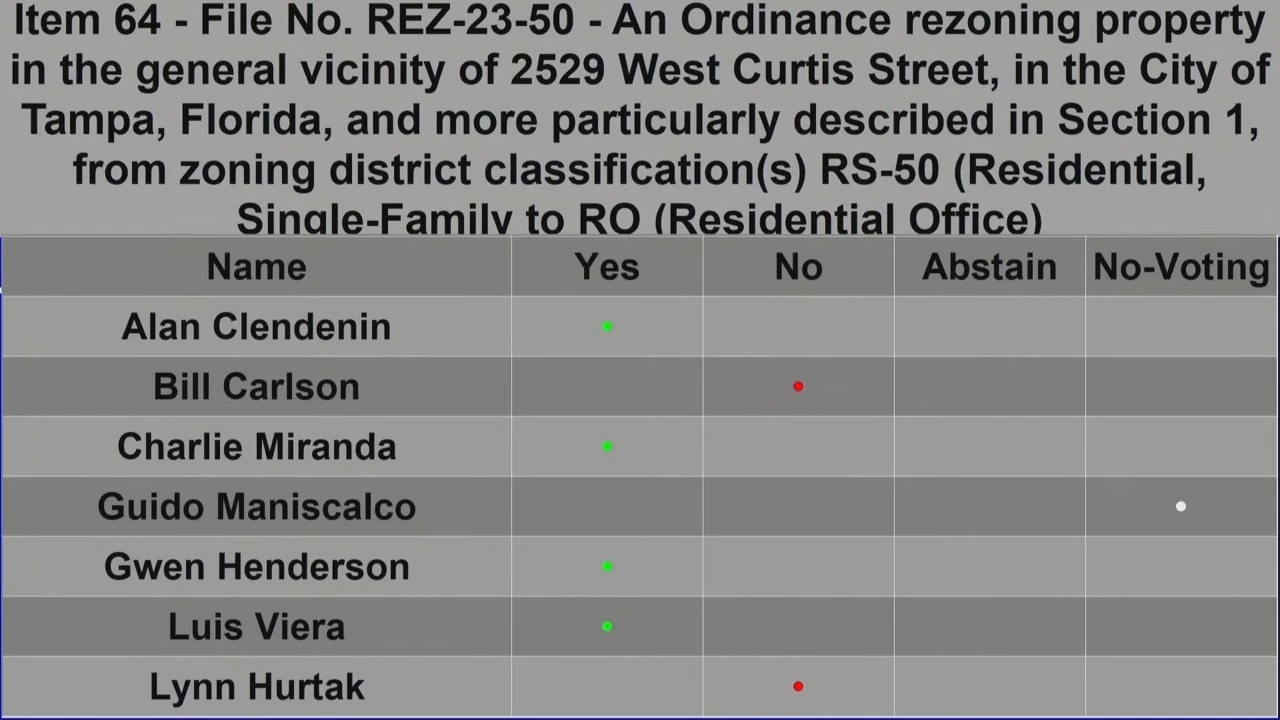 Item 64 - File No. REZ-23-50 - An Ordinance rezoning property
in the general vicinity of 2529 West Curtis Street, in the City of
Tampa, Florida, and more particularly described in Section 1,
from zoning district classification(s) RS-50 (Residential,
Single-Family to RO (Residential Office)
Name Yes No Abstain No-Voting
Alan Clendenin
Bill Carlson
Charlie Miranda
Guido Maniscalco
Gwen Henderson
Luis Viera
Lynn Hurtak